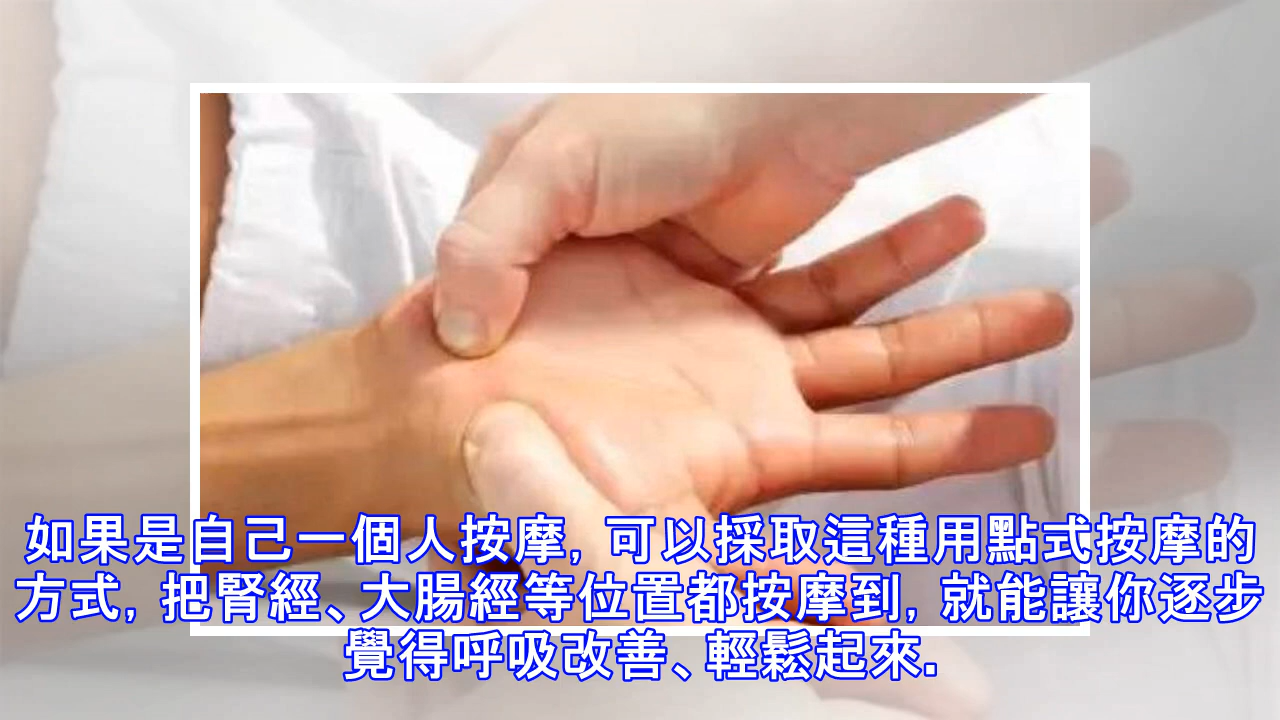 如果是自己一個人按摩, 可以採取這種用點式按摩的
方式, 把腎經、大腸經等位置都按摩到, 就能讓你逐步
覺得呼吸改善、輕鬆起來.